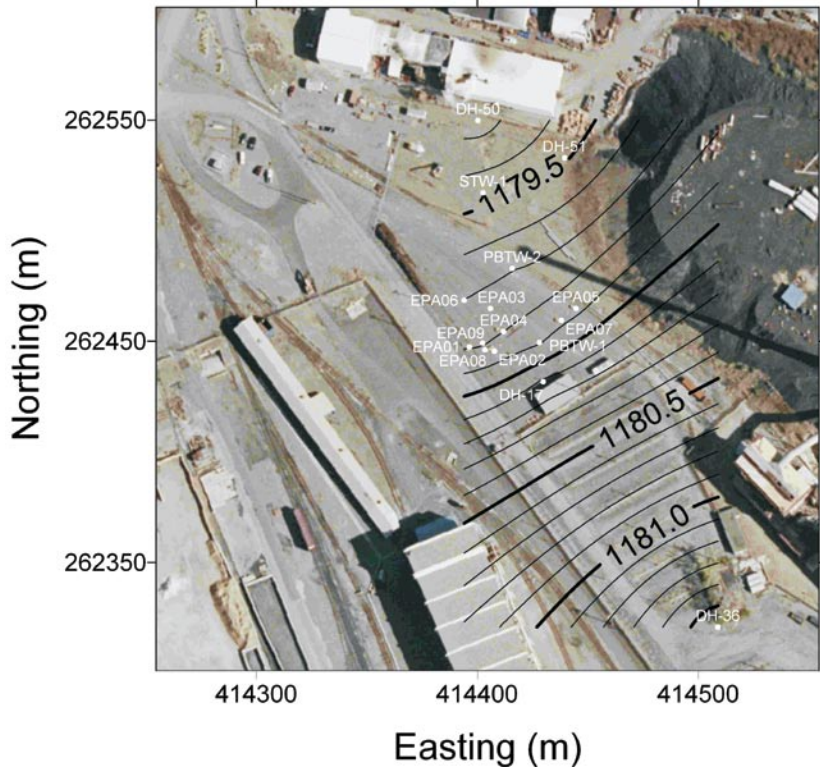 262550
DH-50
DH-51
1179.5
STW-1
PBTW-2
EPA06
EPA03
EPA05
262450
EPA09
EPA04
EPA07
EPA01
PBTW-1
EPA08
EPA02
DH-17
1180.5
1181.0
262350
DH-36
Northing (m)
414300
414400
414500
Easting (m)